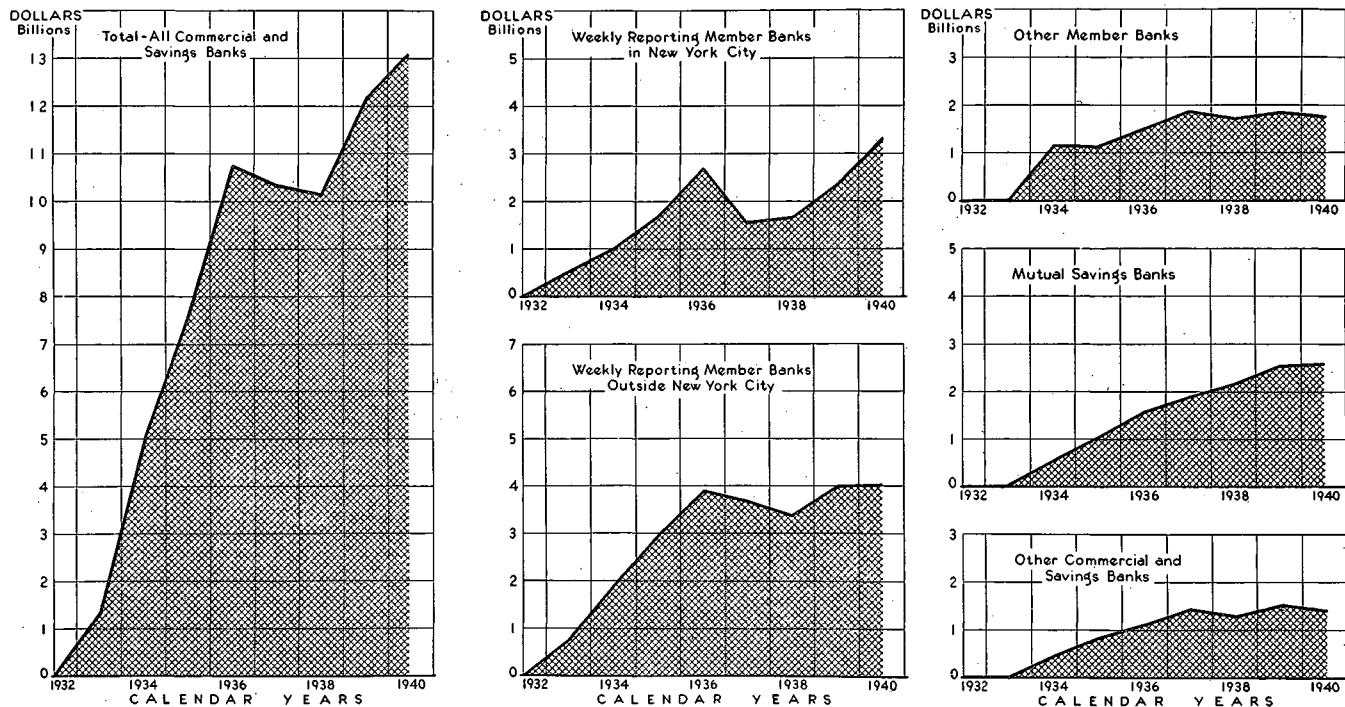 DOLLARS
Billions
Total-All Commercial and
Savings Banks
13
12
11
10
9
8
7
6
5
4
3
2
1
0
1932 1934 1936 1938 1940
CALENDAR YEARS
Weekly Reporting Member Banks
in New York City
5
4
3
2
1
0
1932 1934 1936 1938 1940
Weekly Reporting Member Banks
Outside New York City
7
6
5
4
3
2
1
0
1932 1934 1936 1938 1940
CALENDAR YEARS
DOLLARS
Billions
Other Member Banks
3
2
1
0
1932 1934 1936 1938 1940
Mutual Savings Banks
5
4
3
2
1
0
1932 1934 1936 1938 1940
Other Commercial and
Savings Banks
3
2
1
0
1932 1934 1936 1938 1940
CALENDAR YEARS